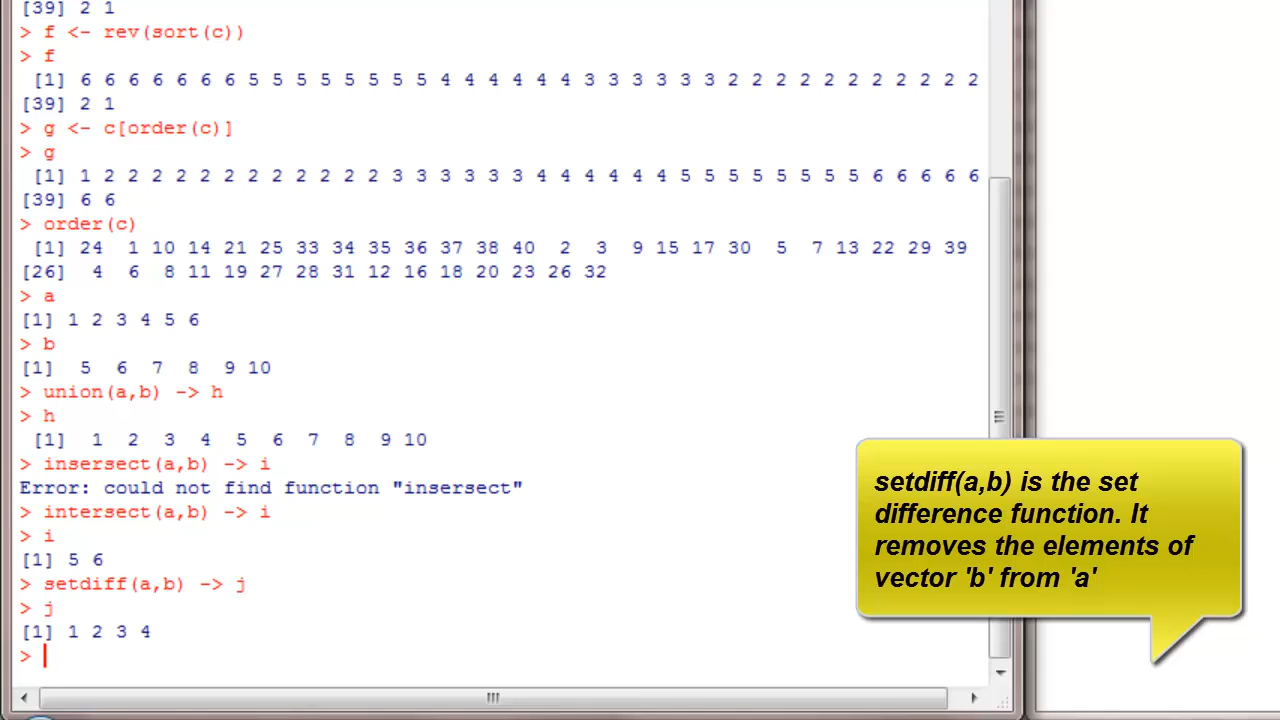 [39] 2 1
> f <- rev(sort(c))
> f
 [1] 6 6 6 6 6 6 6 5 5 5 5 5 5 5 5 4 4 4 4 4 4 3 3 3 3 3 3 2 2 2 2 2 2 2 2 2 2 2
[39] 2 1
> g <- c[order(c)]
> g
 [1] 1 2 2 2 2 2 2 2 2 2 2 2 2 3 3 3 3 3 3 4 4 4 4 4 4 5 5 5 5 5 5 5 5 6 6 6 6 6
[39] 6 6
> order(c)
 [1] 24  1 10 14 21 25 33 34 35 36 37 38 40  2  3  9 15 17 30  5  7 13 22 29 39
[26]  4  6  8 11 19 27 28 31 12 16 18 20 23 26 32
> a
[1] 1 2 3 4 5 6
> b
[1]  5  6  7  8  9 10
> union(a,b) -> h
> h
 [1]  1  2  3  4  5  6  7  8  9 10
> insersect(a,b) -> i
Error: could not find function "insersect"
> intersect(a,b) -> i
> i
[1] 5 6
> setdiff(a,b) -> j
> j
[1] 1 2 3 4
>
setdiff(a,b) is the set
difference function. It
removes the elements of
vector 'b' from 'a'